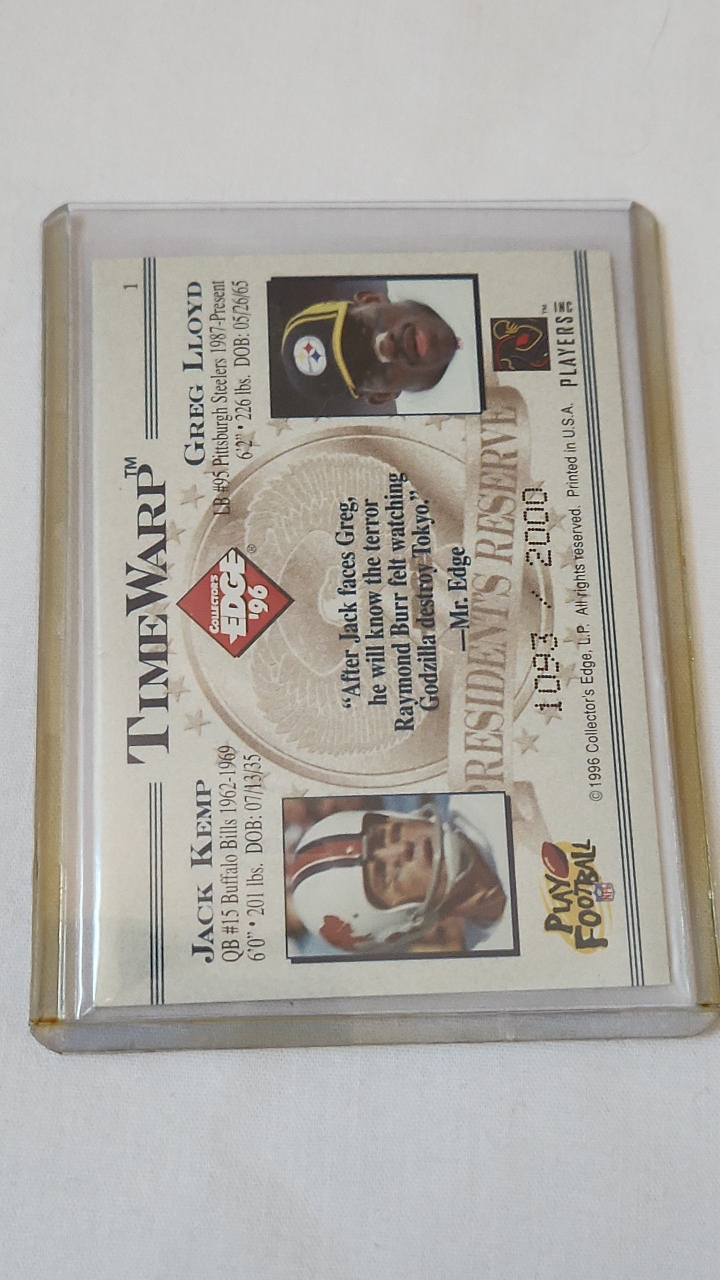 1
TIMEWARP™
JACK KEMP
QB #15 Buffalo Bills 1962-1969
6'0" • 201 lbs. DOB: 07/13/35
GREG LLOYD
LB #95 Pittsburgh Steelers 1987-Present
6'2" • 226 lbs. DOB: 05/26/65
COLLECTOR'S
EDGE®
'96
"After Jack faces Greg,
he will know the terror
Raymond Burr felt watching
Godzilla destroy Tokyo."
—Mr. Edge
PRESIDENT'S RESERVE
1093 / 2000
PLAY
FOOTBALL
NFL
© 1996 Collector's Edge, L.P. All rights reserved. Printed in U.S.A.
PLAYERS INC
™